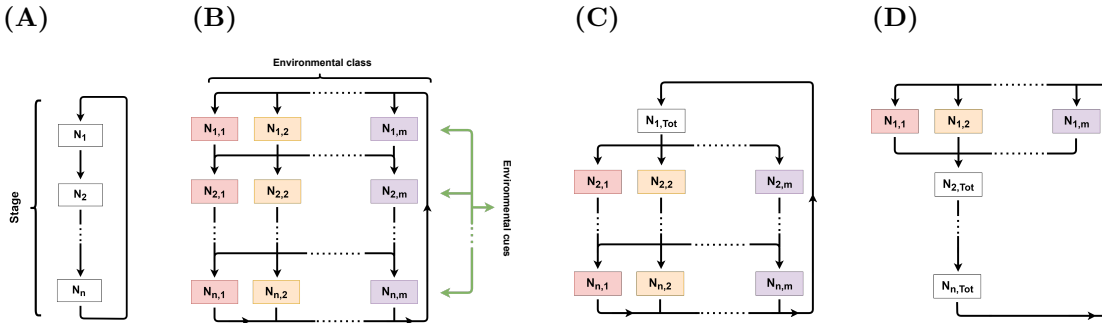 (A)
(B)
(C)
(D)
Stage
N1
N2
Nn
Environmental class
N1,1
N1,2
N1,m
N2,1
N2,2
N2,m
Nn,1
Nn,2
Nn,m
Environmental cues
N1,Tot
N2,1
N2,2
N2,m
Nn,1
Nn,2
Nn,m
N1,1
N1,2
N1,m
N2,Tot
Nn,Tot